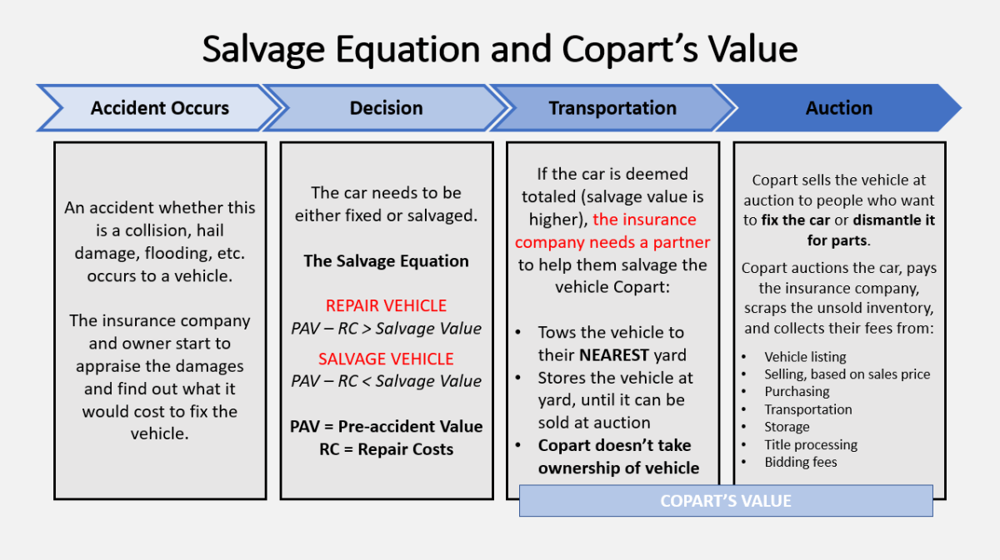 Salvage Equation and Copart’s Value
Accident Occurs
Decision
Transportation
Auction
An accident whether this
is a collision, hail
damage, flooding, etc.
occurs to a vehicle.
The insurance company
and owner start to
appraise the damages
and find out what it
would cost to fix the
vehicle.
The car needs to be
either fixed or salvaged.
The Salvage Equation
REPAIR VEHICLE
PAV – RC > Salvage Value
SALVAGE VEHICLE
PAV – RC < Salvage Value
PAV = Pre-accident Value
RC = Repair Costs
If the car is deemed
totaled (salvage value is
higher), the insurance
company needs a partner
to help them salvage the
vehicle Copart:
• Tows the vehicle to
their NEAREST yard
• Stores the vehicle at
yard, until it can be
sold at auction
• Copart doesn’t take
ownership of vehicle
Copart sells the vehicle at
auction to people who want
to fix the car or dismantle it
for parts.
Copart auctions the car, pays
the insurance company,
scraps the unsold inventory,
and collects their fees from:
• Vehicle listing
• Selling, based on sales price
• Purchasing
• Transportation
• Storage
• Title processing
• Bidding fees
COPART’S VALUE